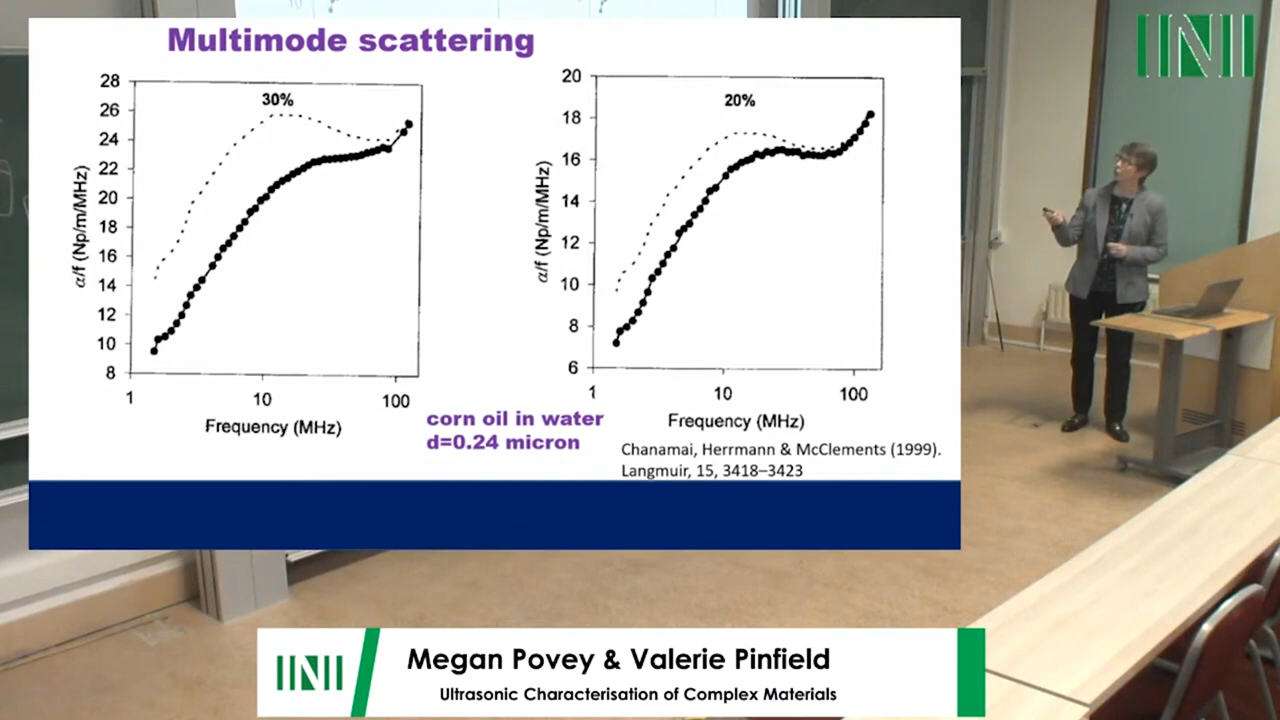 Multimode scattering
28
26
24
22
20
18
16
14
12
10
8
30%
α/f (Np/m/MHz)
1
10
100
Frequency (MHz)
20
18
16
14
12
10
8
6
20%
α/f (Np/m/MHz)
1
10
100
Frequency (MHz)
corn oil in water
d=0.24 micron
Chanamai, Herrmann & McClements (1999).
Langmuir, 15, 3418–3423
INI
INI
Megan Povey & Valerie Pinfield
Ultrasonic Characterisation of Complex Materials